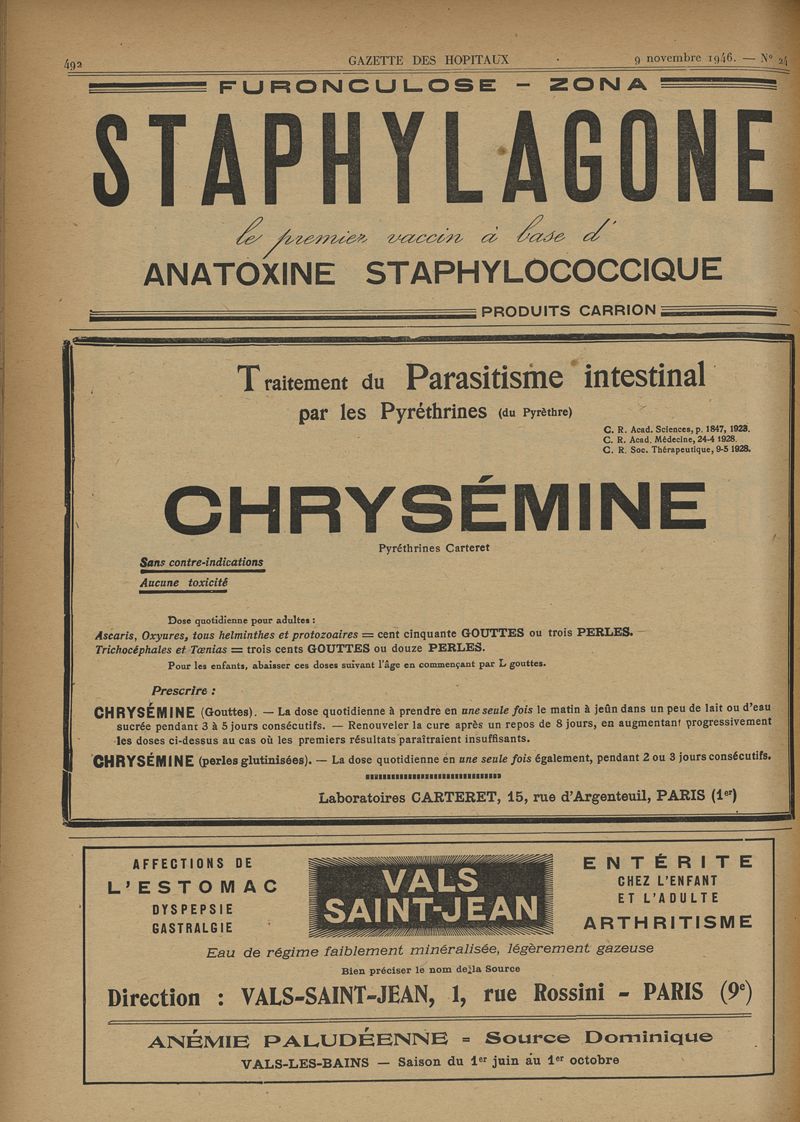 492
GAZETTE DES HOPITAUX
9 novembre 1946. — N° 24
FURONCULOSE - ZONA
STAPHYLAGONE
le premier vaccin à base d'
ANATOXINE STAPHYLOCOCCIQUE
PRODUITS CARRION
Traitement du Parasitisme intestinal
par les Pyréthrines (du Pyrèthre)
C. R. Acad. Sciences, p. 1847, 1923.
C. R. Acad. Médecine, 24-4 1928.
C. R. Soc. Thérapeutique, 9-5 1928.
CHRYSÉMINE
Pyréthrines Carteret
Sans contre-indications
Aucune toxicité
Dose quotidienne pour adultes :
Ascaris, Oxyures, tous helminthes et protozoaires = cent cinquante GOUTTES ou trois PERLES.
Trichocéphales et Tœnias = trois cents GOUTTES ou douze PERLES.
Pour les enfants, abaisser ces doses suivant l'âge en commençant par L gouttes.
Prescrire :
CHRYSÉMINE (Gouttes). — La dose quotidienne à prendre en une seule fois le matin à jeûn dans un peu de lait ou d'eau
sucrée pendant 3 à 5 jours consécutifs. — Renouveler la cure après un repos de 8 jours, en augmentant progressivement
les doses ci-dessus au cas où les premiers résultats paraîtraient insuffisants.
CHRYSÉMINE (perles glutinisées). — La dose quotidienne en une seule fois également, pendant 2 ou 3 jours consécutifs.
Laboratoires CARTERET, 15, rue d'Argenteuil, PARIS (1er)
AFFECTIONS DE
L'ESTOMAC
DYSPEPSIE
GASTRALGIE
VALS
SAINT-JEAN
ENTÉRITE
CHEZ L'ENFANT
ET L'ADULTE
ARTHRITISME
Eau de régime faiblement minéralisée, légèrement gazeuse
Bien préciser le nom de la Source
Direction : VALS-SAINT-JEAN, 1, rue Rossini - PARIS (9e)
ANÉMIE PALUDÉENNE = Source Dominique
VALS-LES-BAINS — Saison du 1er juin au 1er octobre